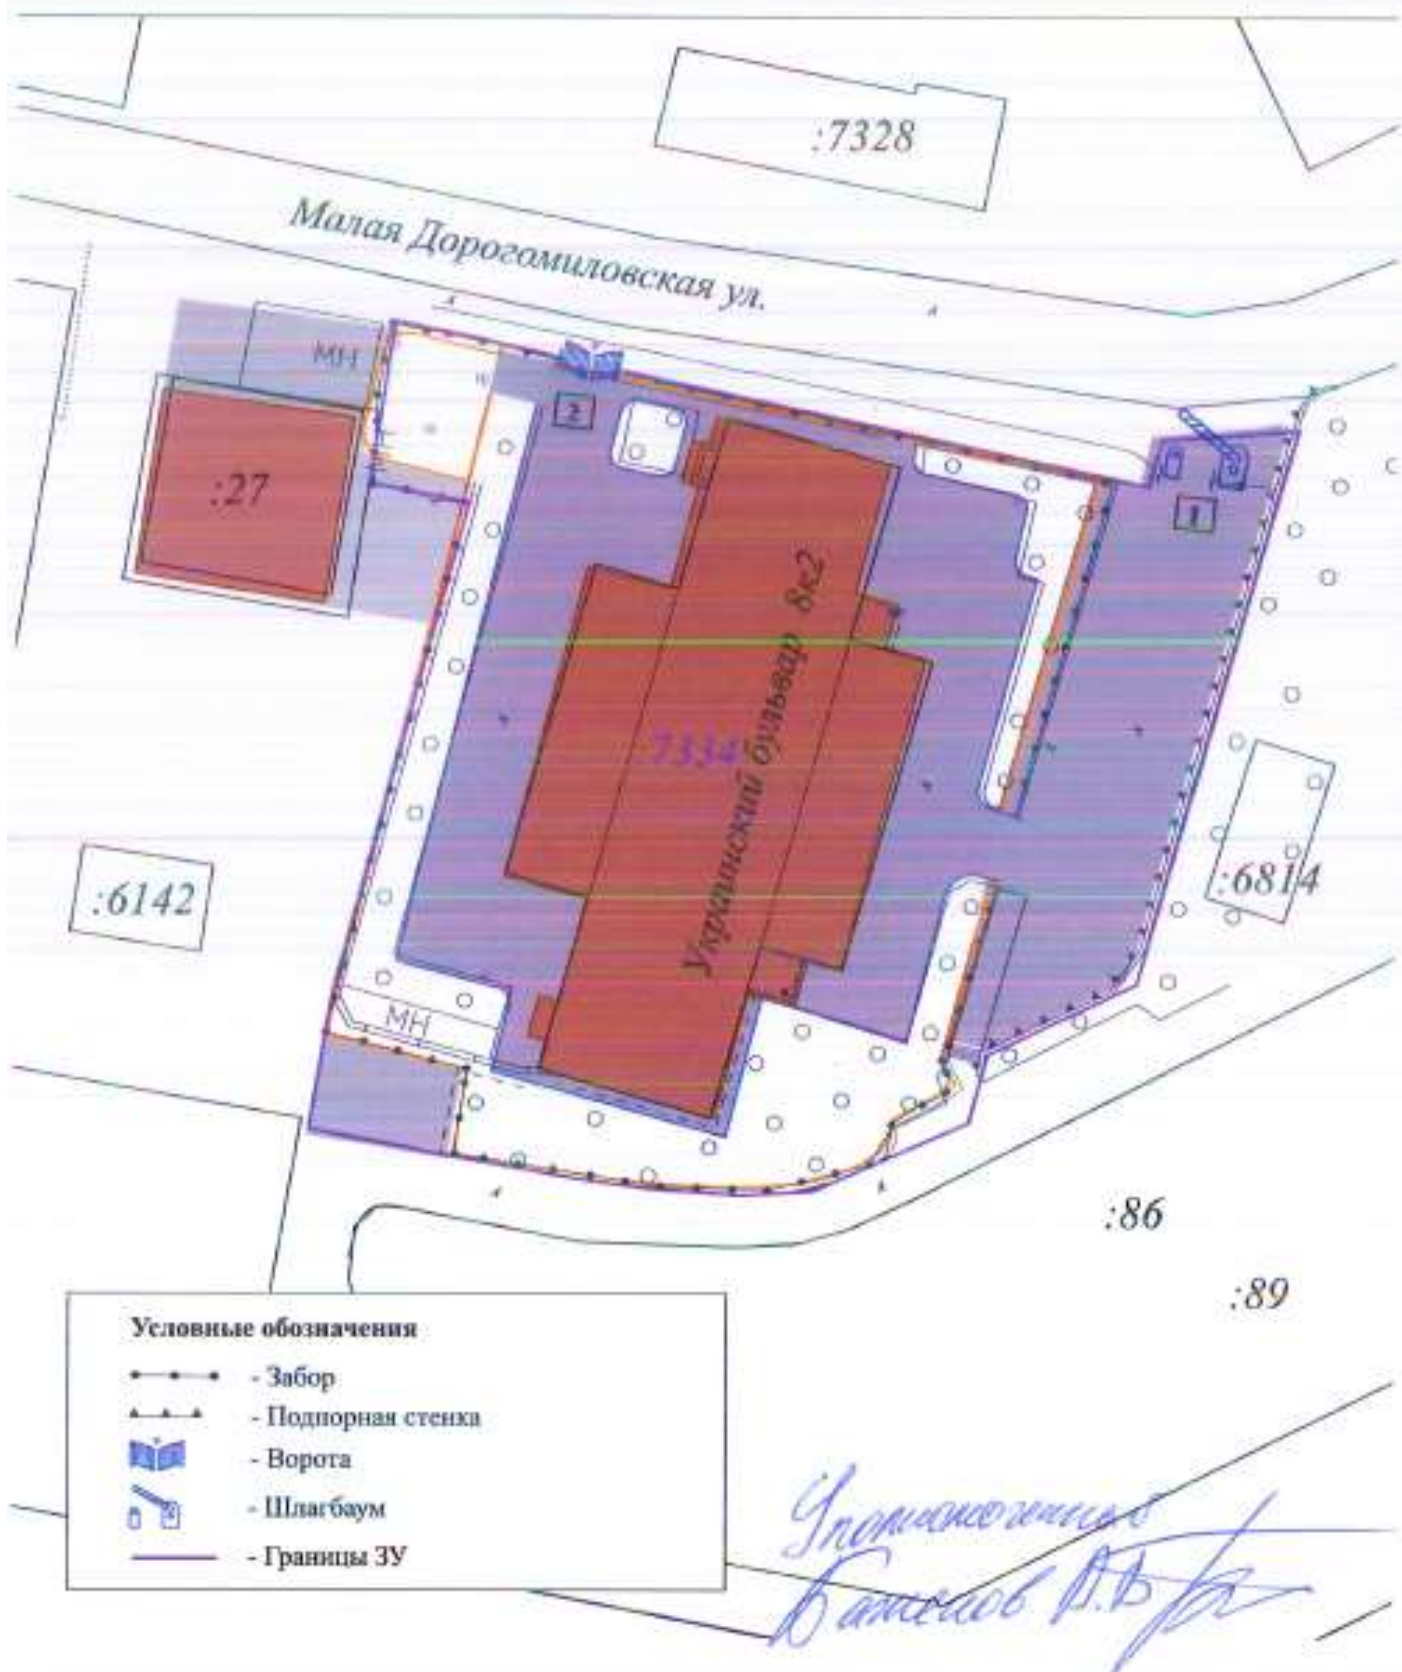 :7328
Малая Дорогомиловская ул.
МН
2
:27
1
Украинский бульвар 8к2
7334
:6142
:6814
МН
:86
:89
Условные обозначения
- Забор
- Подпорная стенка
- Ворота
- Шлагбаум
- Границы ЗУ